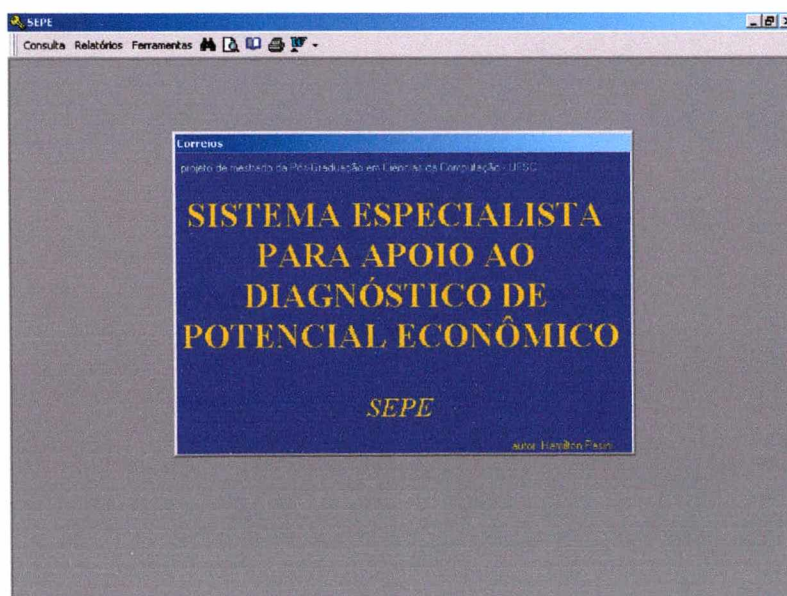 SEPE
Consulta Relatórios Ferramentas
Correios
projeto de mestrado da Pós-Graduação em Ciências da Computação - UFSC
SISTEMA ESPECIALISTA
PARA APOIO AO
DIAGNÓSTICO DE
POTENCIAL ECONÔMICO
SEPE
autor: Hamilton